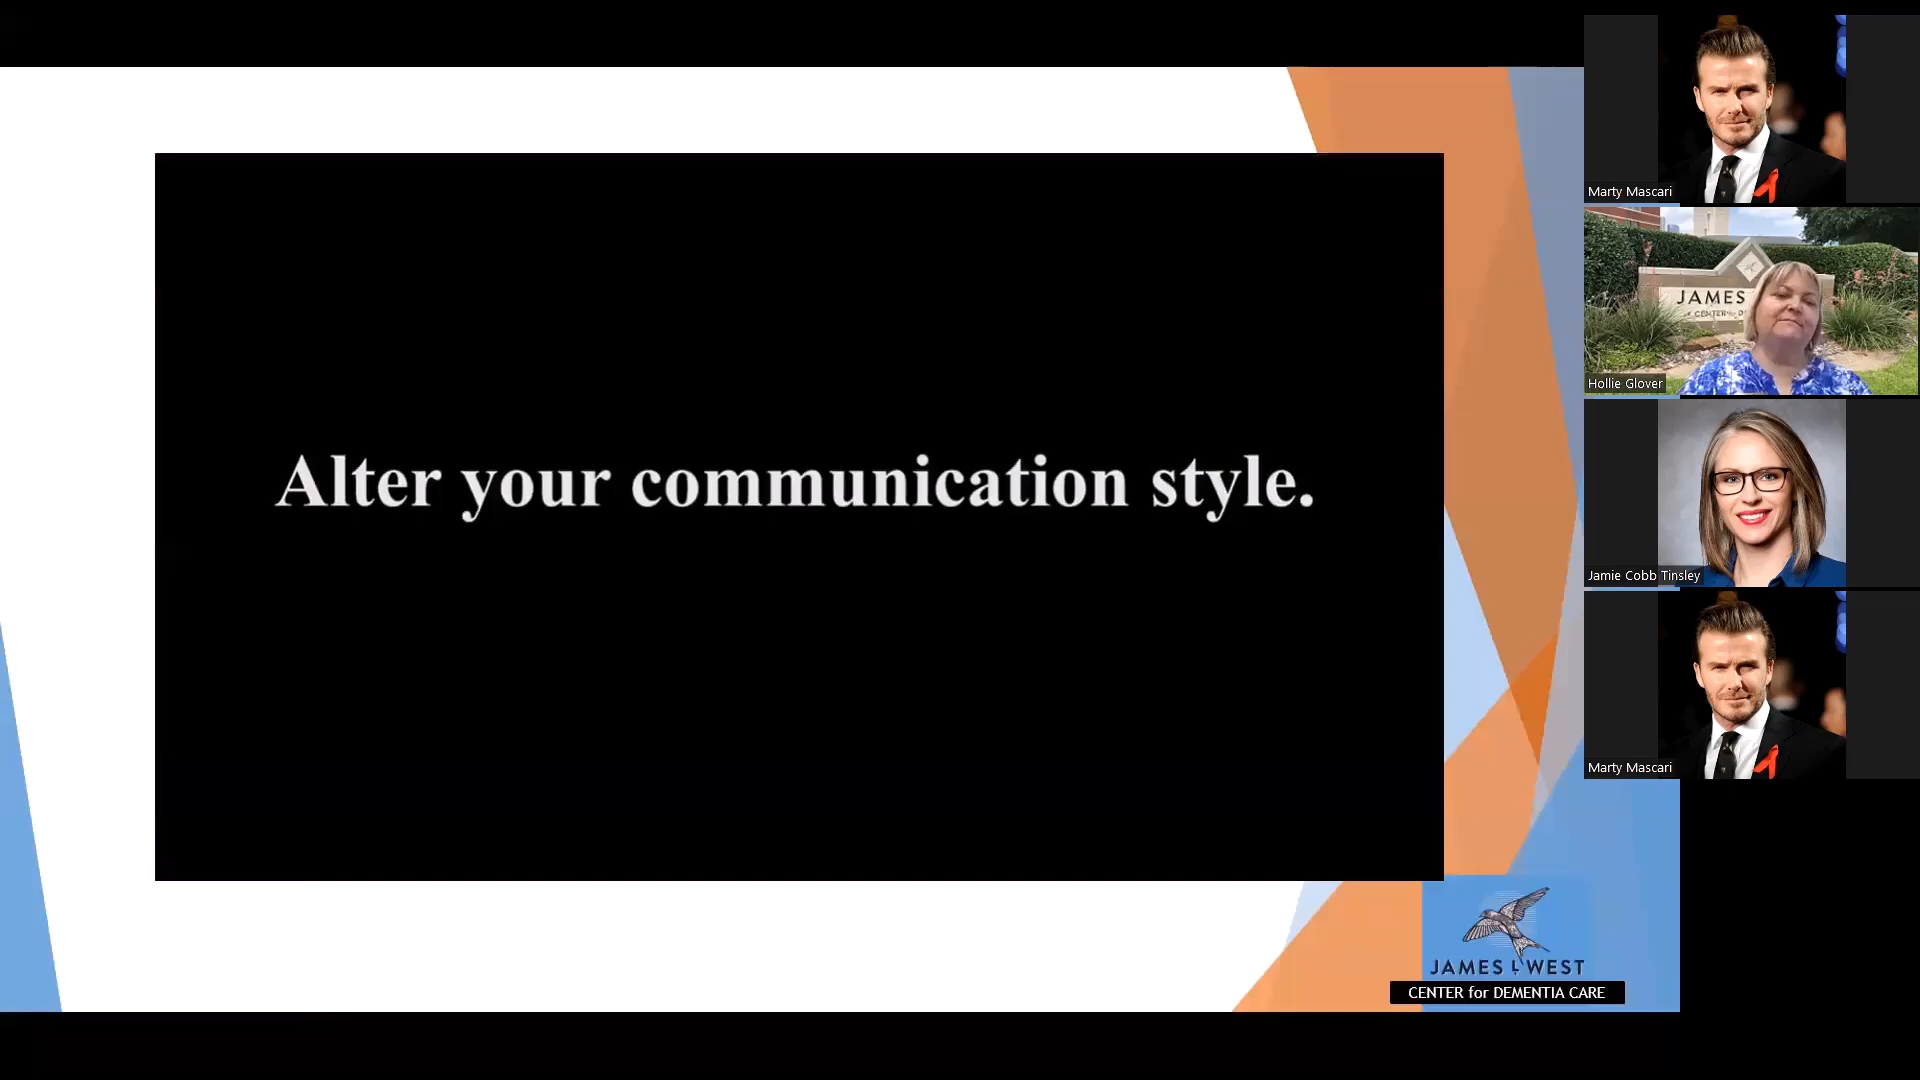 Alter your communication style.
JAMES L WEST
CENTER for DEMENTIA CARE
Marty Mascari
JAMES
CENTER
Hollie Glover
Jamie Cobb Tinsley
Marty Mascari